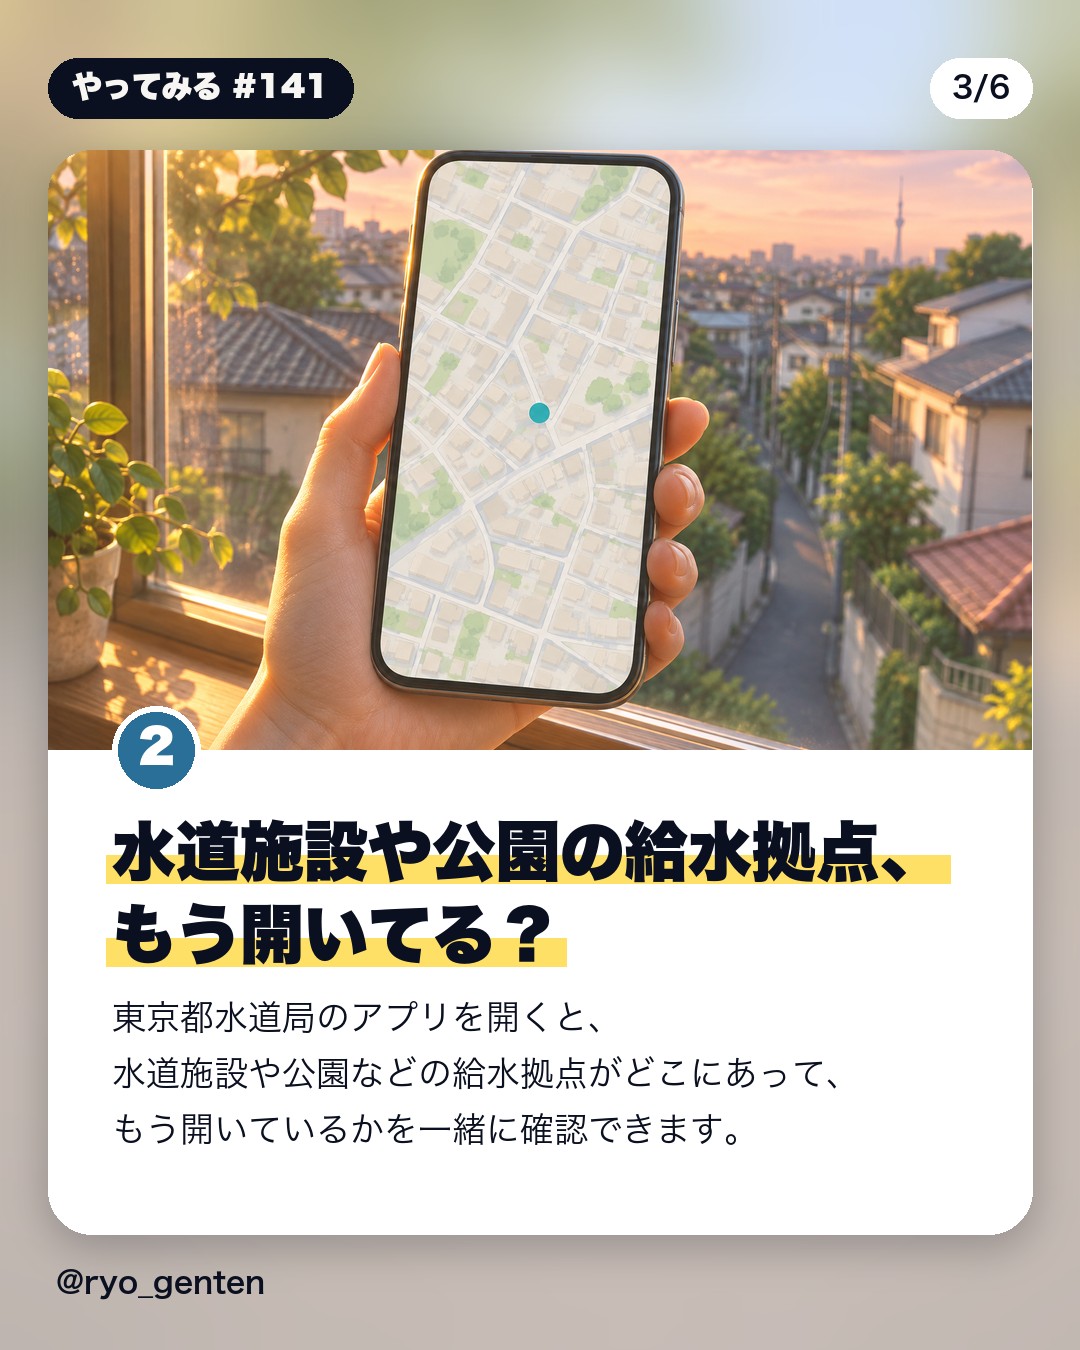 やってみる #141
3/6
2
水道施設や公園の給水拠点、
もう開いてる？
東京都水道局のアプリを開くと、
水道施設や公園などの給水拠点がどこにあって、
もう開いているかを一緒に確認できます。
@ryo_genten